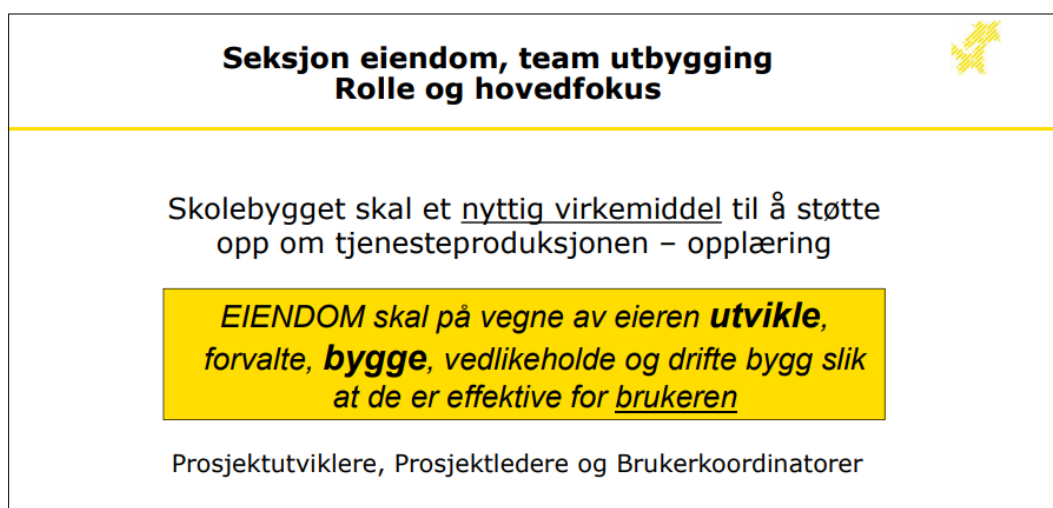 Seksjon eiendom, team utbygging
Rolle og hovedfokus
Skolebygget skal et nyttig virkemiddel til å støtte
opp om tjenesteproduksjonen – opplæring
EIENDOM skal på vegne av eieren utvikle,
forvalte, bygge, vedlikeholde og drifte bygg slik
at de er effektive for brukeren
Prosjektutviklere, Prosjektledere og Brukerkoordinatorer